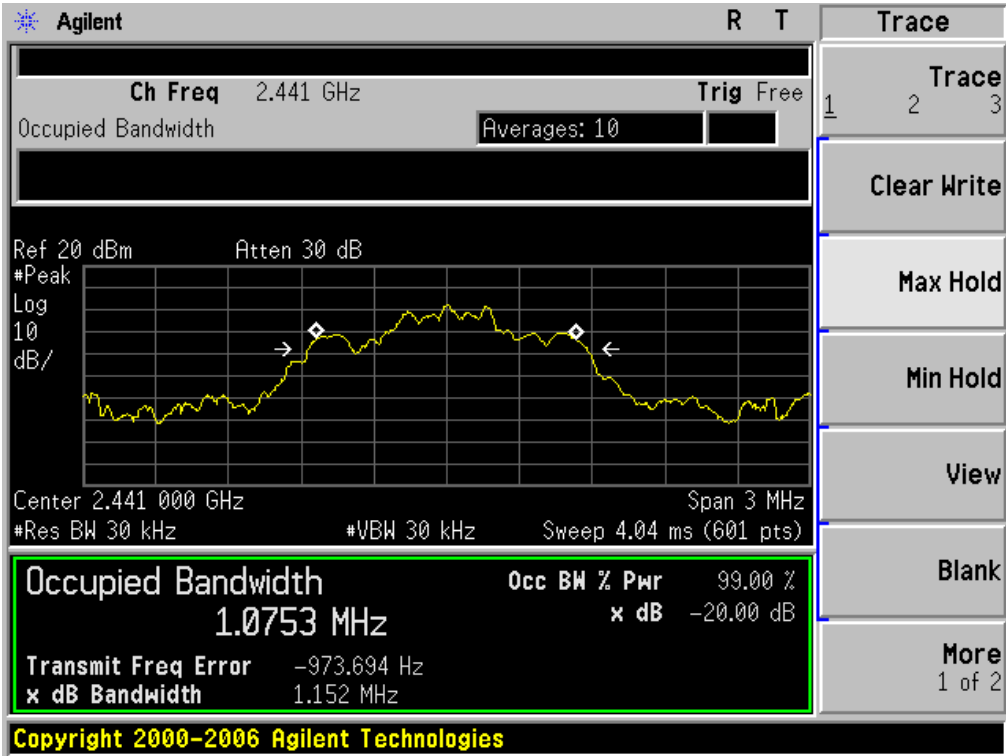 Agilent R T Trace
Ch Freq 2.441 GHz Trig Free
Occupied Bandwidth Averages: 10
Trace
1 2 3
Clear Write
Max Hold
Min Hold
View
Blank
More
1 of 2
Ref 20 dBm Atten 30 dB
#Peak
Log
10
dB/
Center 2.441 000 GHz Span 3 MHz
#Res BW 30 kHz #VBW 30 kHz Sweep 4.04 ms (601 pts)
Occupied Bandwidth Occ BW % Pwr 99.00 %
1.0753 MHz x dB -20.00 dB
Transmit Freq Error -973.694 Hz
x dB Bandwidth 1.152 MHz
Copyright 2000-2006 Agilent Technologies